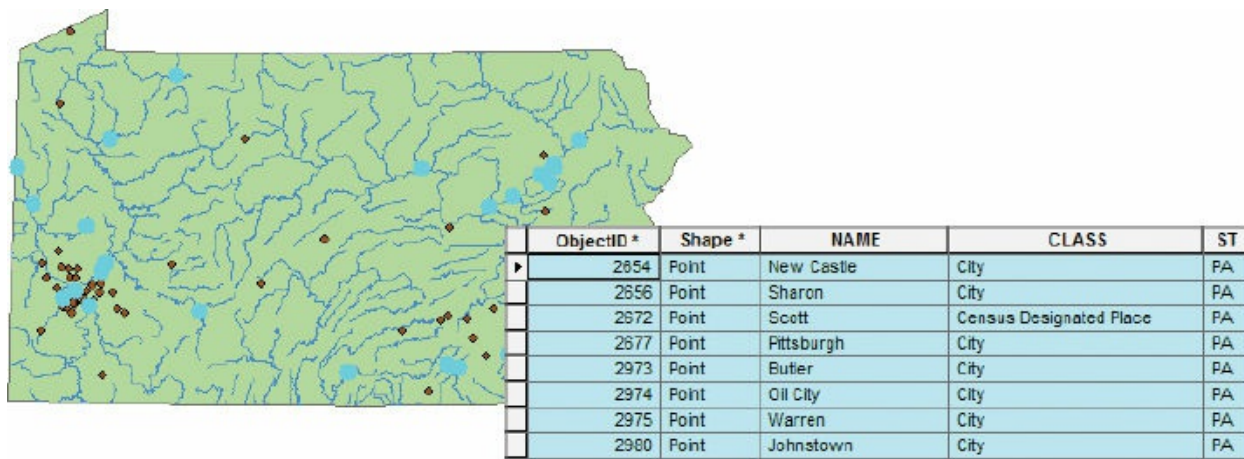 ObjectID * Shape * NAME CLASS ST
2654 Point New Castle City PA
2656 Point Sharon City PA
2672 Point Scott Census Designated Place PA
2677 Point Pittsburgh City PA
2973 Point Butler City PA
2974 Point Oil City City PA
2975 Point Warren City PA
2980 Point Johnstown City PA